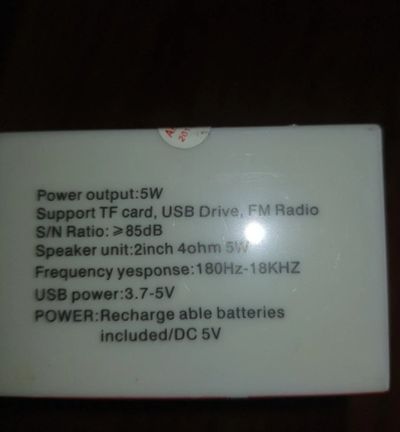 Power output:5W
Support TF card, USB Drive, FM Radio
S/N Ratio: ≥85dB
Speaker unit:2inch 4ohm 5W
Frequency yesponse:180Hz-18KHZ
USB power:3.7-5V
POWER:Recharge able batteries
included/DC 5V